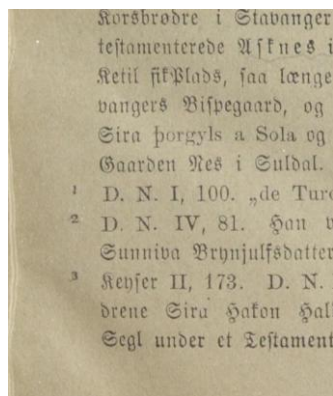 Korsbrødre i Stavanger
testamenterede Asknes i
Ketil fik Plads, saa længe
vangers Bispegaard, og
Sira þorgyls a Sola og
Gaarden Nes i Suldal.
¹ D. N. I, 100. „de Turo
² D. N. IV, 81. Han v
Sunniva Brynjulfsdatter
³ Keyser II, 173. D. N.
drene Sira Hakon Hall
Segl under et Testament